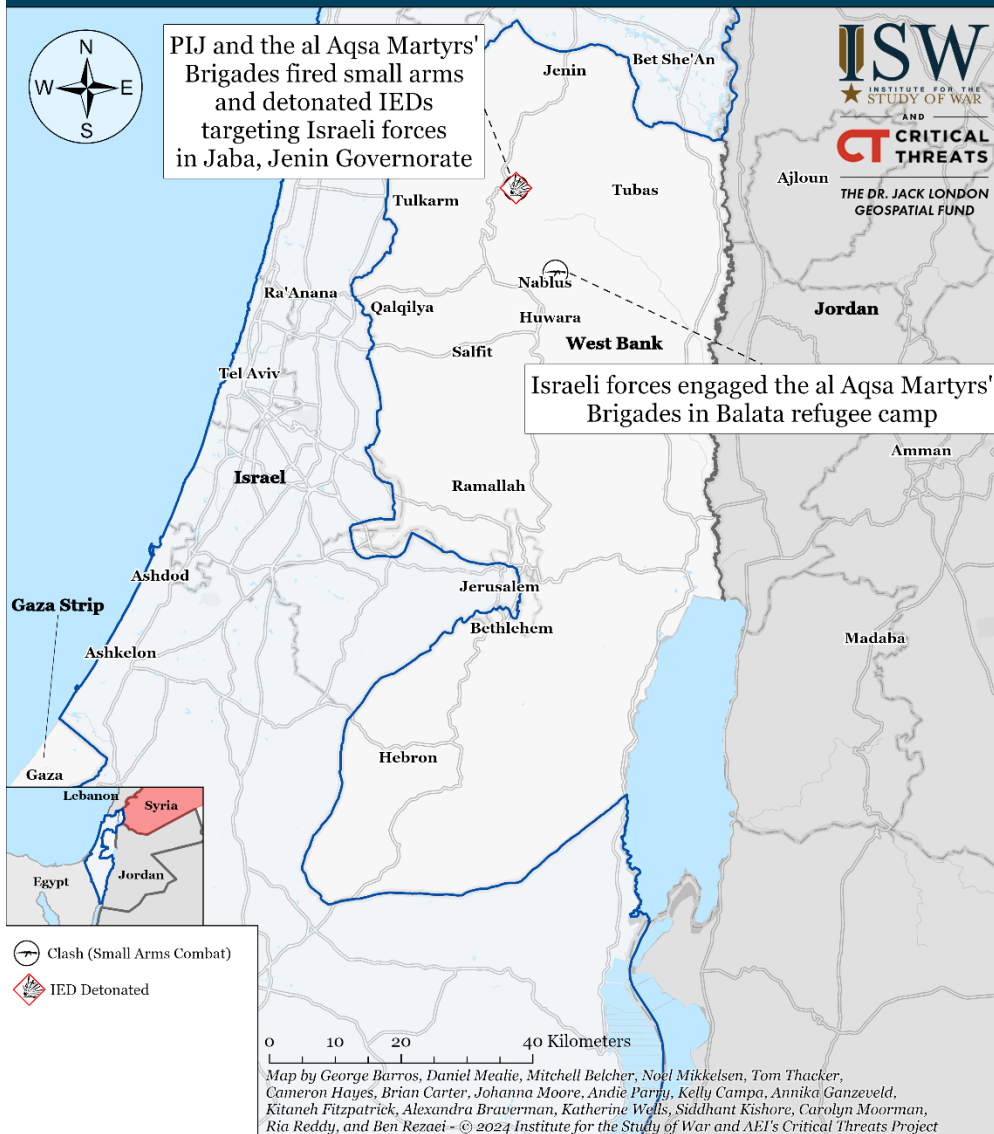 N
W
E
S
PIJ and the al Aqsa Martyrs'
Brigades fired small arms
and detonated IEDs
targeting Israeli forces
in Jaba, Jenin Governorate
ISW
INSTITUTE FOR THE
STUDY OF WAR
AND
CT CRITICAL
THREATS
THE DR. JACK LONDON
GEOSPATIAL FUND
Jenin
Bet She'An
Ajloun
Tulkarm
Tubas
Ra'Anana
Qalqilya
Nablus
Huwara
Jordan
West Bank
Salfit
Tel Aviv
Israeli forces engaged the al Aqsa Martyrs'
Brigades in Balata refugee camp
Amman
Israel
Ramallah
Ashdod
Jerusalem
Gaza Strip
Bethlehem
Madaba
Ashkelon
Hebron
Gaza
Lebanon
Syria
Egypt
Jordan
Clash (Small Arms Combat)
IED Detonated
0 10 20 40 Kilometers
Map by George Barros, Daniel Mealie, Mitchell Belcher, Noel Mikkelsen, Tom Thacker,
Cameron Hayes, Brian Carter, Johanna Moore, Andie Parry, Kelly Campa, Annika Ganzeveld,
Kitaneh Fitzpatrick, Alexandra Braverman, Katherine Wells, Siddhant Kishore, Carolyn Moorman,
Ria Reddy, and Ben Rezaei - © 2024 Institute for the Study of War and AEI's Critical Threats Project